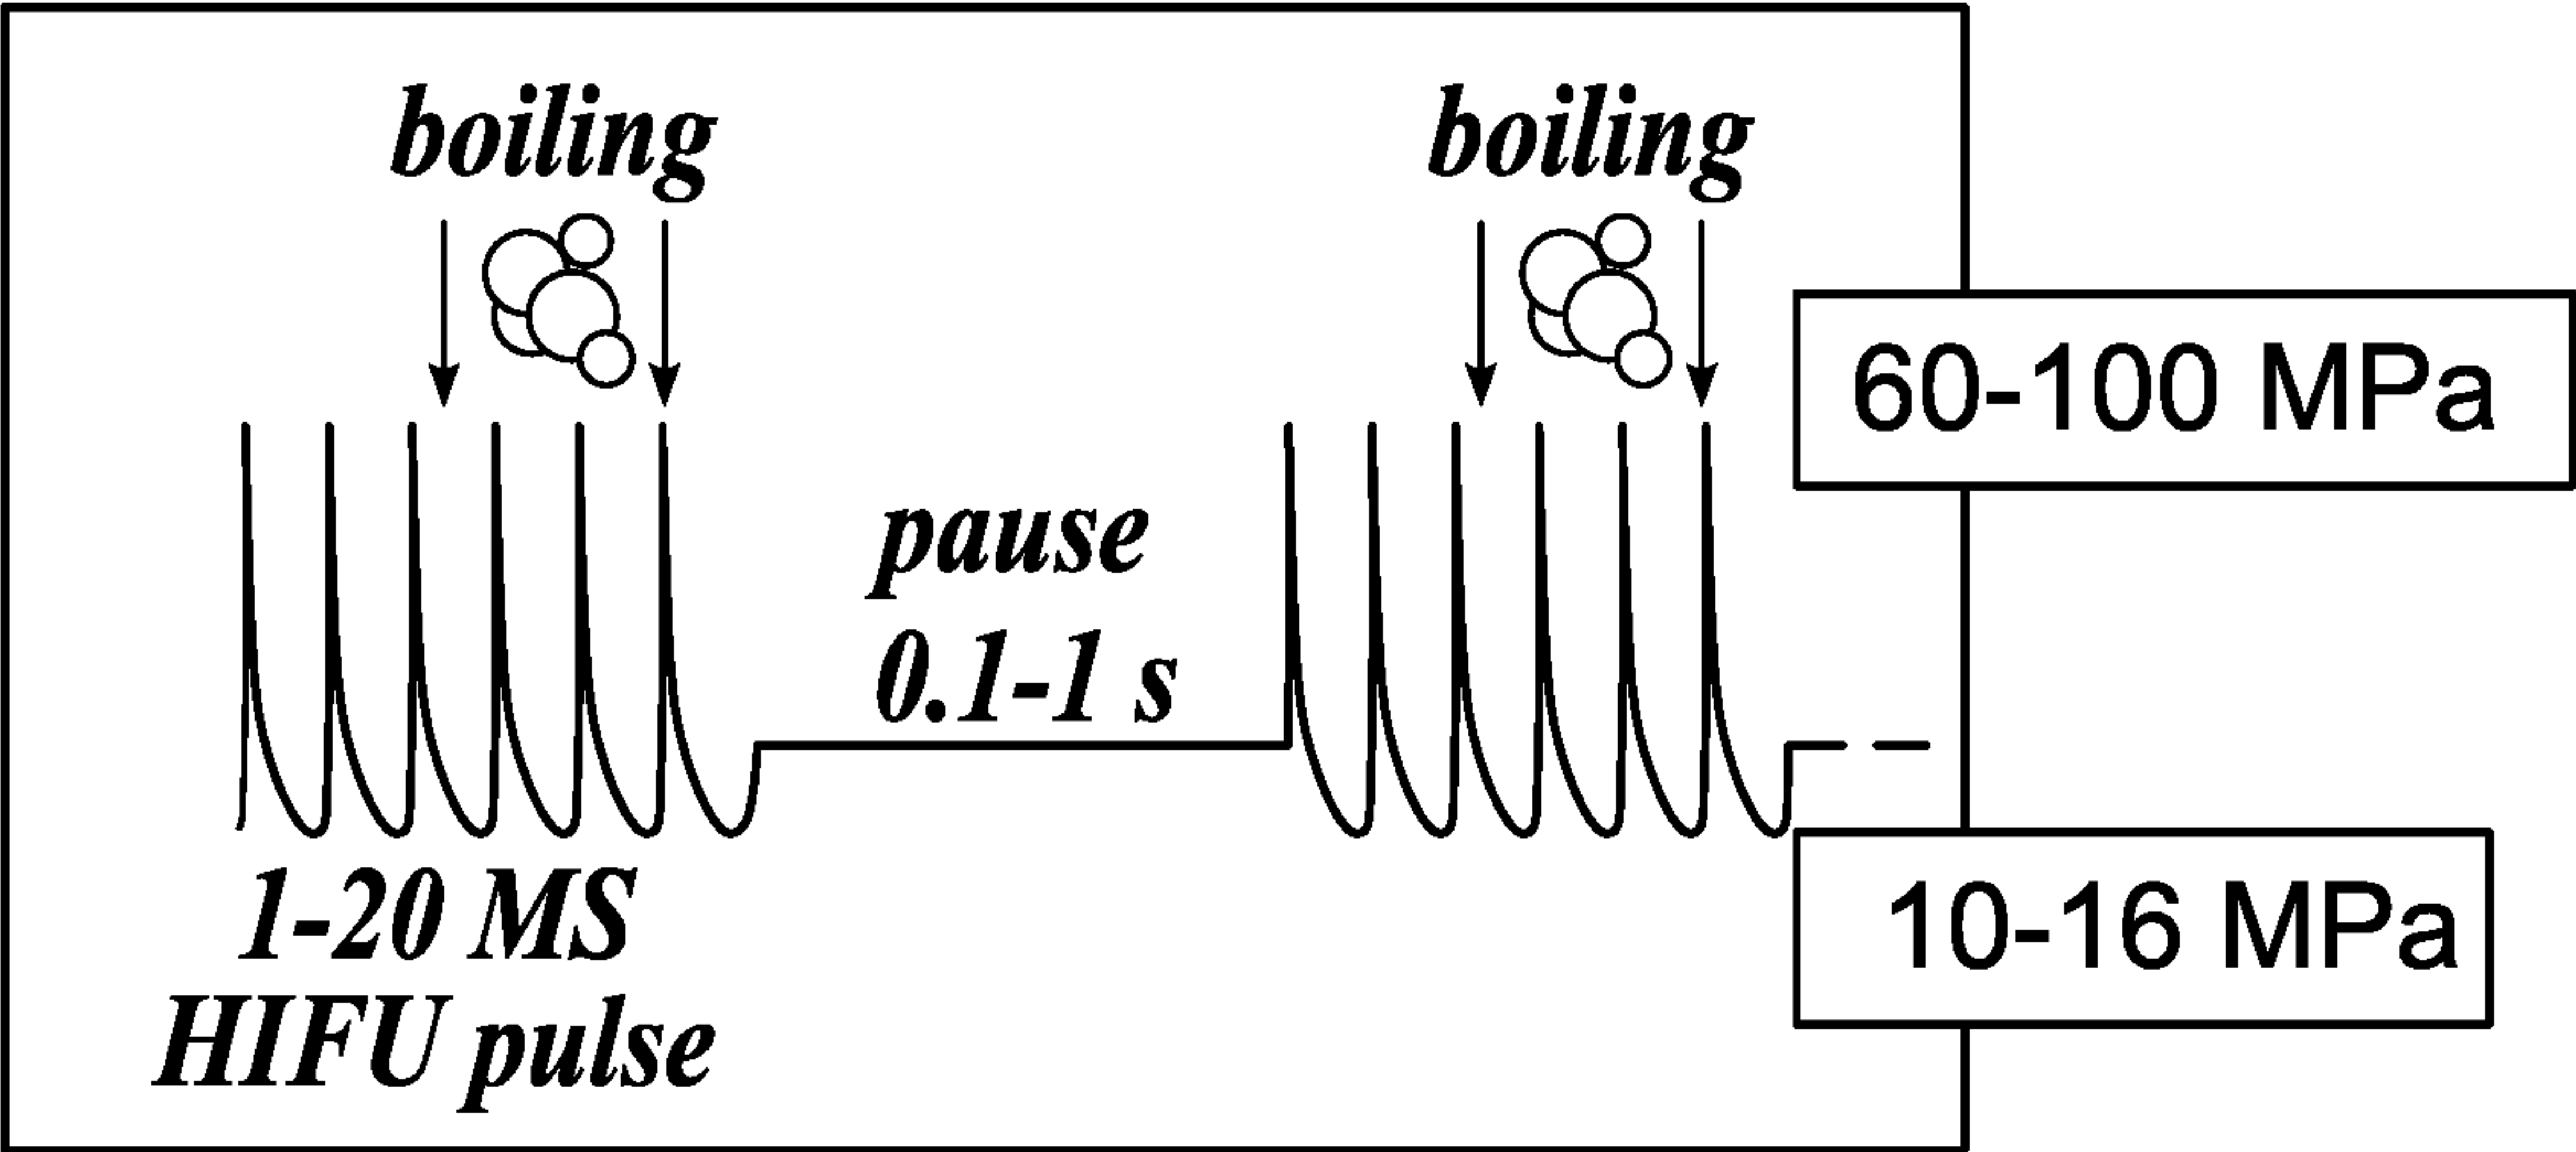 boiling
boiling
60-100 MPa
pause
0.1-1 s
1-20 MS
HIFU pulse
10-16 MPa